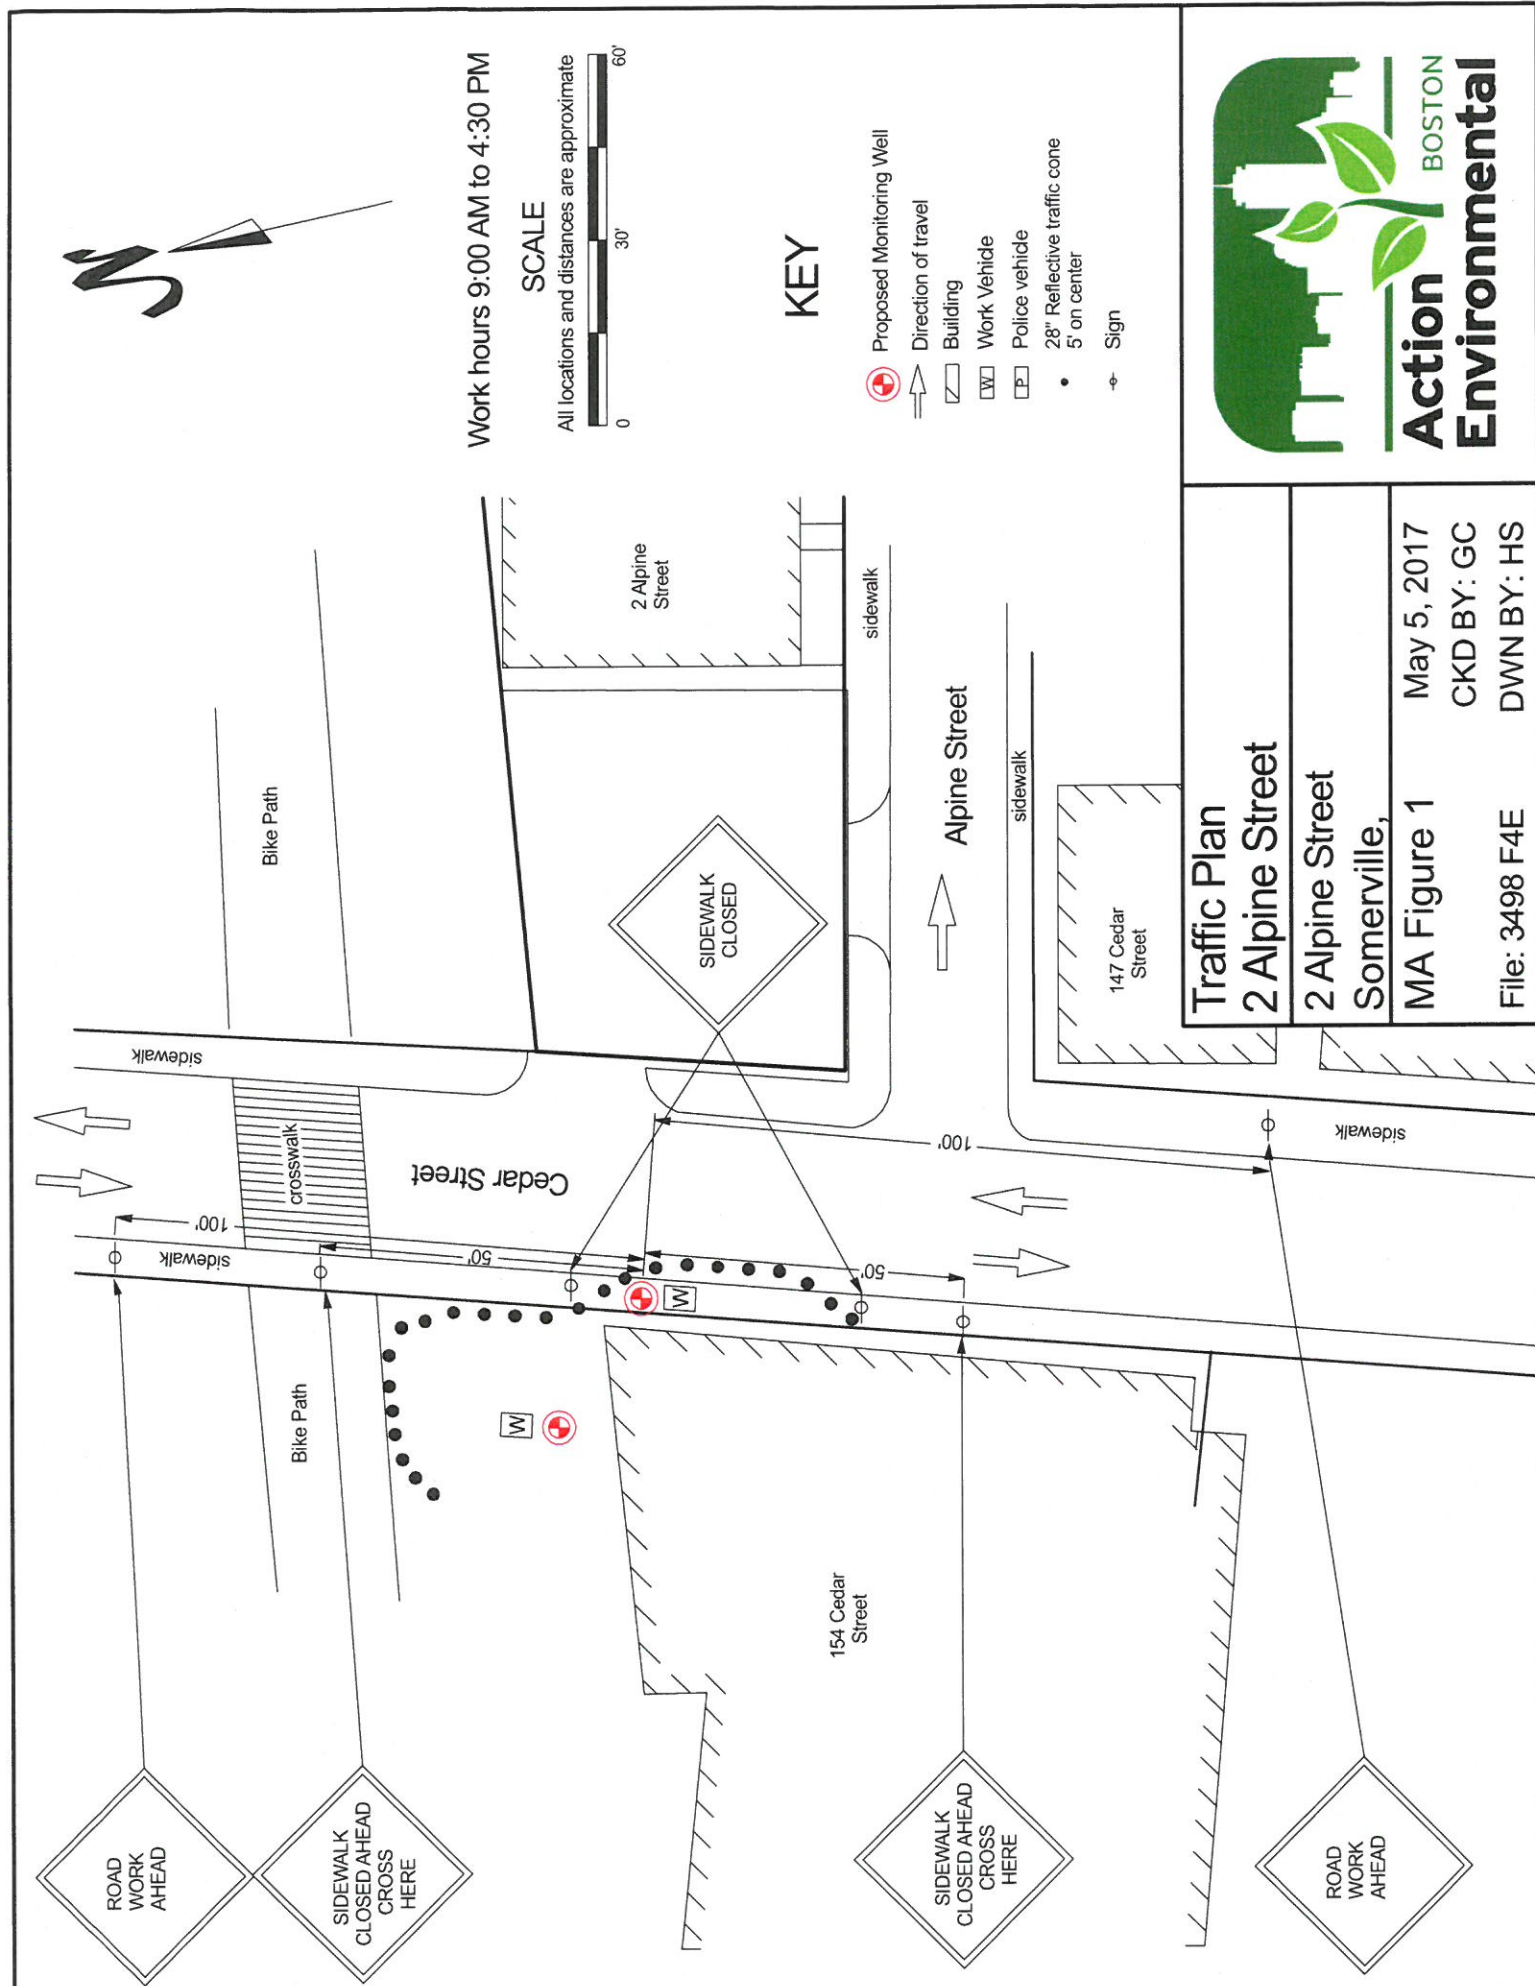 Work hours 9:00 AM to 4:30 PM
SCALE
All locations and distances are approximate
0
30'
60'
KEY
Proposed Monitoring Well
Direction of travel
Building
W
Work Vehicle
P
Police vehicle
28" Reflective traffic cone
5' on center
Sign
N
Bike Path
2 Alpine
Street
sidewalk
Alpine Street
sidewalk
SIDEWALK
CLOSED
147 Cedar
Street
sidewalk
crosswalk
Cedar Street
100'
sidewalk
100'
sidewalk
50'
50'
W
W
Bike Path
154 Cedar
Street
ROAD
WORK
AHEAD
SIDEWALK
CLOSED AHEAD
CROSS
HERE
SIDEWALK
CLOSED AHEAD
CROSS
HERE
ROAD
WORK
AHEAD
Traffic Plan
2 Alpine Street
2 Alpine Street
Somerville,
MA Figure 1
May 5, 2017
CKD BY: GC
File: 3498 F4E
DWN BY: HS
BOSTON
Action
Environmental